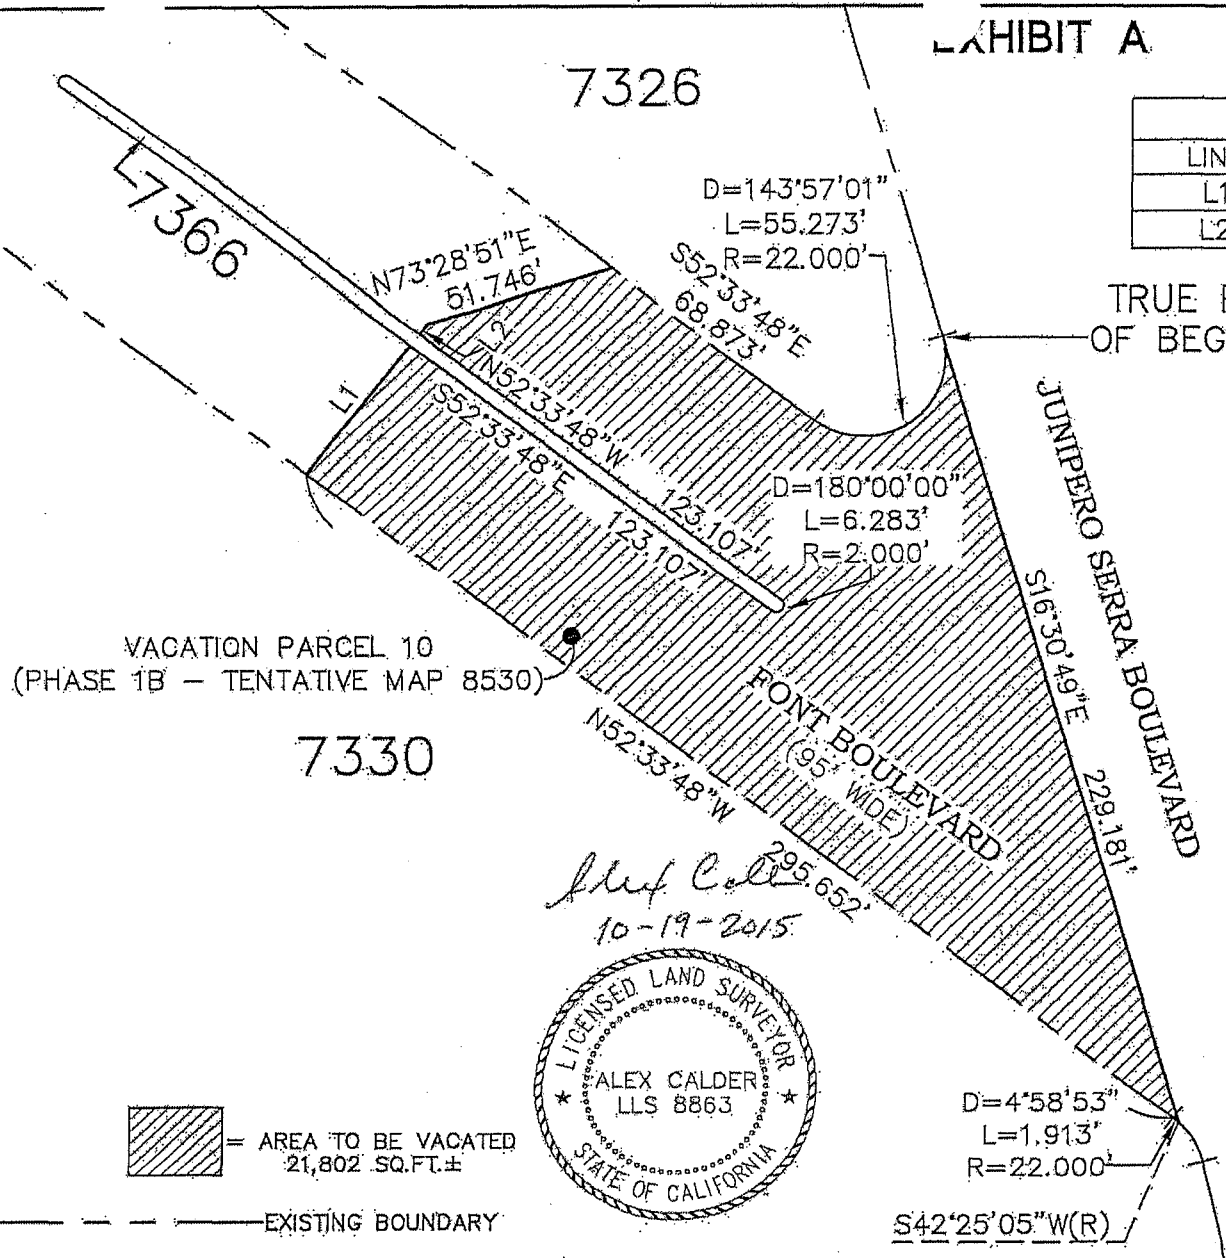 EXHIBIT A
7326
L1
L2
TRUE
OF BEG
D=143°57'01"
L=55.273'
R=22.000'
7366
N73°28'51"E
51.746'
S52°33'48"E
68.873'
L2
L1
N52°33'48"W
123.107'
S52°33'48"E
123.107'
D=180°00'00"
L=6.283'
R=2.000'
JUNIPERO SERRA BOULEVARD
S16°30'49"E 229.181'
VACATION PARCEL 10
(PHASE 1B – TENTATIVE MAP 8530)
7330
FONT BOULEVARD
(95' WIDE)
N52°33'48"W
295.652'
10-19-2015
LICENSED LAND SURVEYOR
ALEX CALDER
LLS 8863
STATE OF CALIFORNIA
= AREA TO BE VACATED
21,802 SQ.FT.±
EXISTING BOUNDARY
D=4°58'53"
L=1.913'
R=22.000'
S42°25'05"W(R)